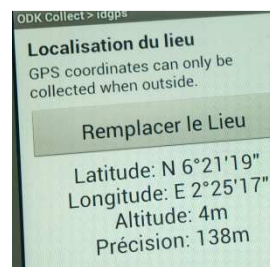 ODK Collect > idgps
Localisation du lieu
GPS coordinates can only be
collected when outside.
Remplacer le Lieu
Latitude: N 6°21'19"
Longitude: E 2°25'17"
Altitude: 4m
Précision: 138m